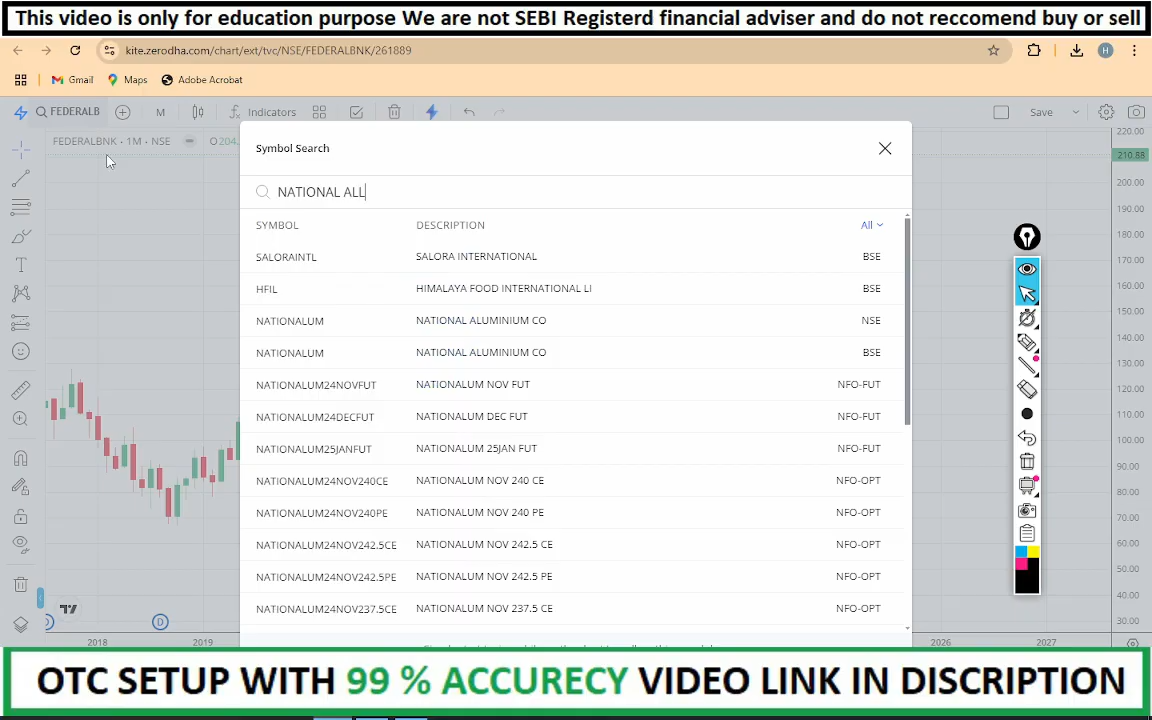 This video is only for education purpose We are not SEBI Registerd financial adviser and do not reccomend buy or sell
kite.zerodha.com/chart/ext/tvc/NSE/FEDERALBNK/261889
H
Gmail
Maps
Adobe Acrobat
FEDERALB
M
Indicators
Save
FEDERALBNK · 1M · NSE
O204.
Symbol Search
NATIONAL ALL
SYMBOL DESCRIPTION All
SALORAINTL SALORA INTERNATIONAL BSE
HFIL HIMALAYA FOOD INTERNATIONAL LI BSE
NATIONALUM NATIONAL ALUMINIUM CO NSE
NATIONALUM NATIONAL ALUMINIUM CO BSE
NATIONALUM24NOVFUT NATIONALUM NOV FUT NFO-FUT
NATIONALUM24DECFUT NATIONALUM DEC FUT NFO-FUT
NATIONALUM25JANFUT NATIONALUM 25JAN FUT NFO-FUT
NATIONALUM24NOV240CE NATIONALUM NOV 240 CE NFO-OPT
NATIONALUM24NOV240PE NATIONALUM NOV 240 PE NFO-OPT
NATIONALUM24NOV242.5CE NATIONALUM NOV 242.5 CE NFO-OPT
NATIONALUM24NOV242.5PE NATIONALUM NOV 242.5 PE NFO-OPT
NATIONALUM24NOV237.5CE NATIONALUM NOV 237.5 CE NFO-OPT
220.00
210.88
200.00
190.00
180.00
170.00
160.00
150.00
140.00
130.00
120.00
110.00
100.00
90.00
80.00
70.00
60.00
50.00
40.00
30.00
D
D
2018 2019 2026 2027
OTC SETUP WITH 99 % ACCURECY VIDEO LINK IN DISCRIPTION